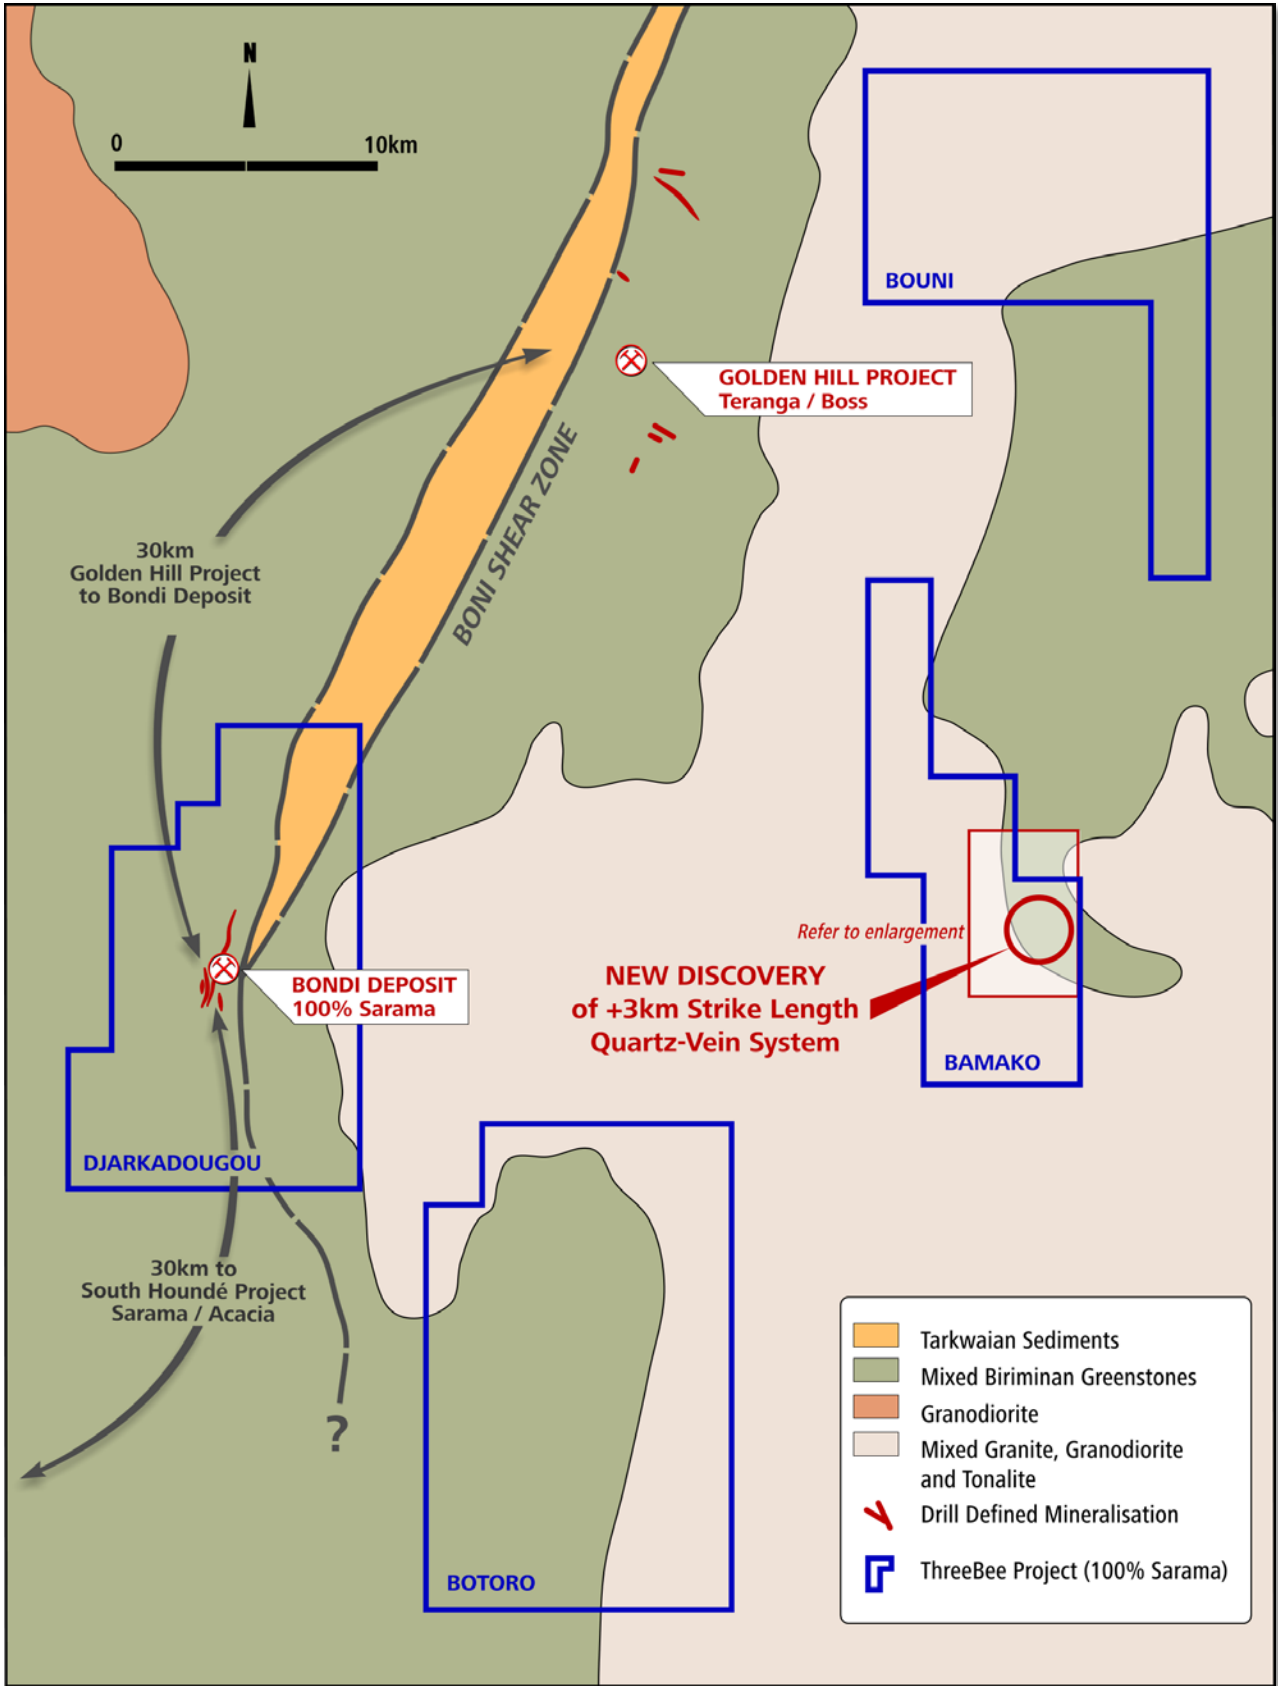 N
0 10km
BOUNI
GOLDEN HILL PROJECT
Teranga / Boss
BONI SHEAR ZONE
30km
Golden Hill Project
to Bondi Deposit
Refer to enlargement
NEW DISCOVERY
of +3km Strike Length
Quartz-Vein System
BONDI DEPOSIT
100% Sarama
BAMAKO
DJARKADOUGOU
30km to
South Houndé Project
Sarama / Acacia
?
BOTORO
Tarkwaian Sediments
Mixed Biriminan Greenstones
Granodiorite
Mixed Granite, Granodiorite
and Tonalite
Drill Defined Mineralisation
ThreeBee Project (100% Sarama)